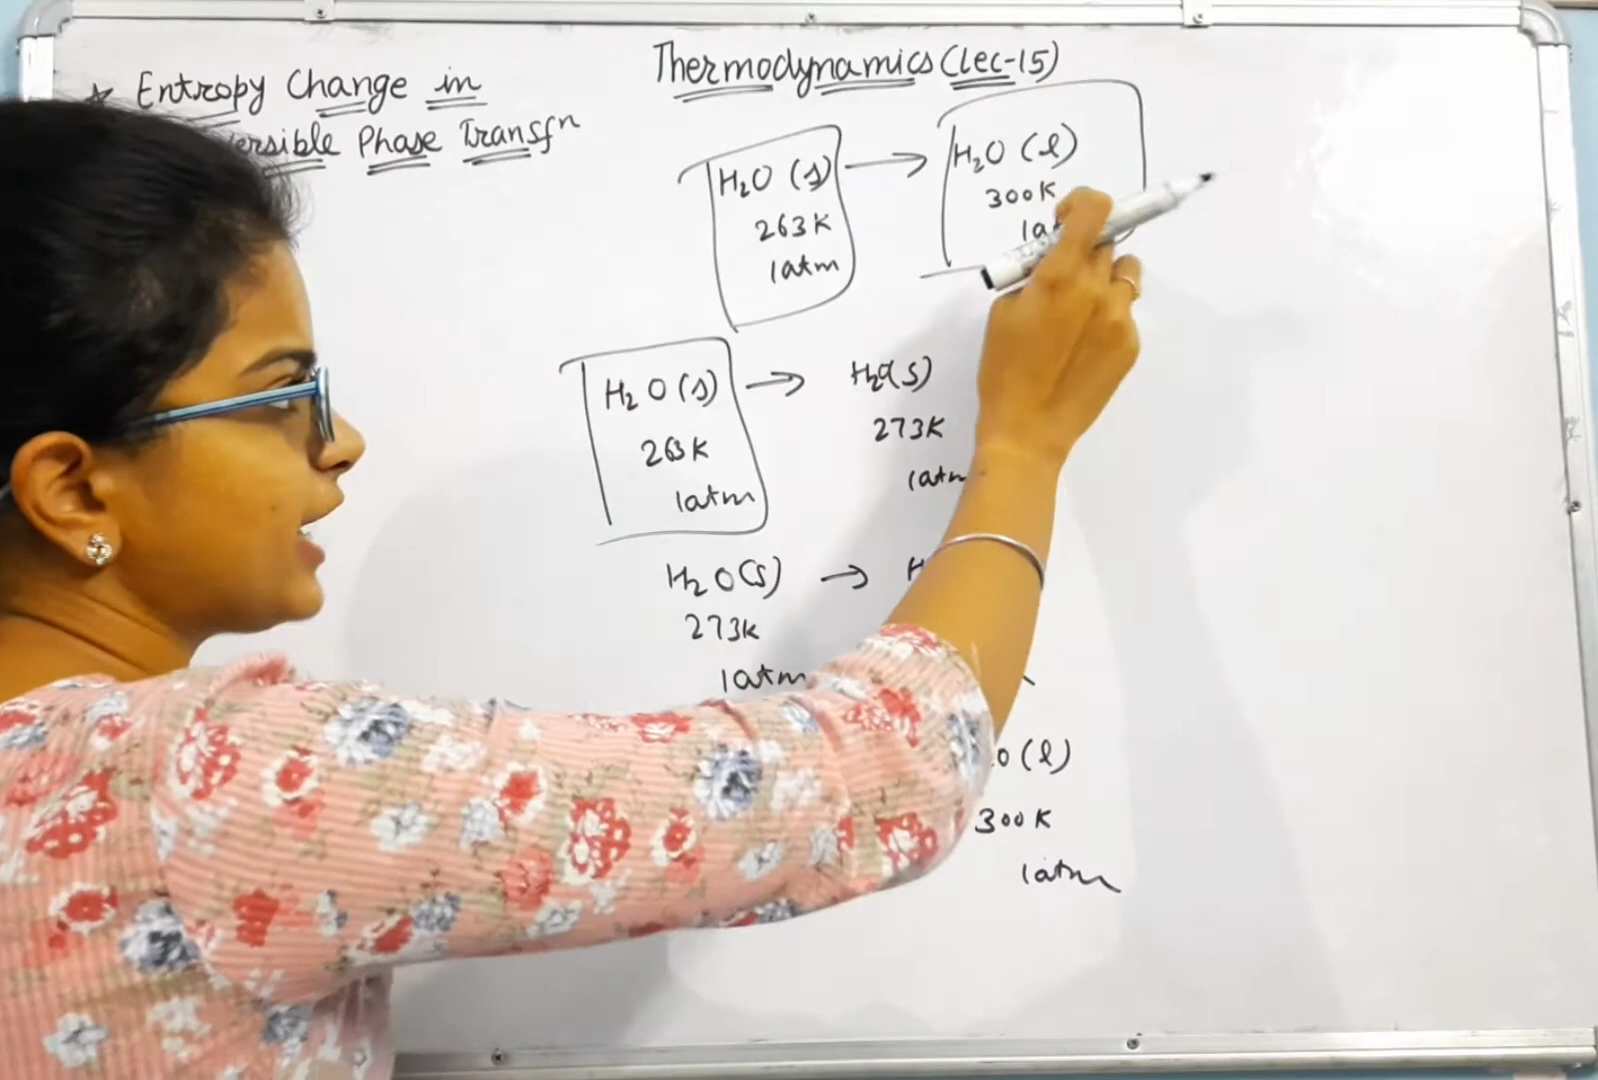 Thermodynamics (Lec-15)
★ Entropy Change in
Phase Transfn
H₂O (s) → H₂O (l)
263K 300K
1atm
H₂O (s) → H₂O(s)
263K 273K
1atm 1atm
H₂O(s) →
273K
1atm
O (l)
300K
1atm